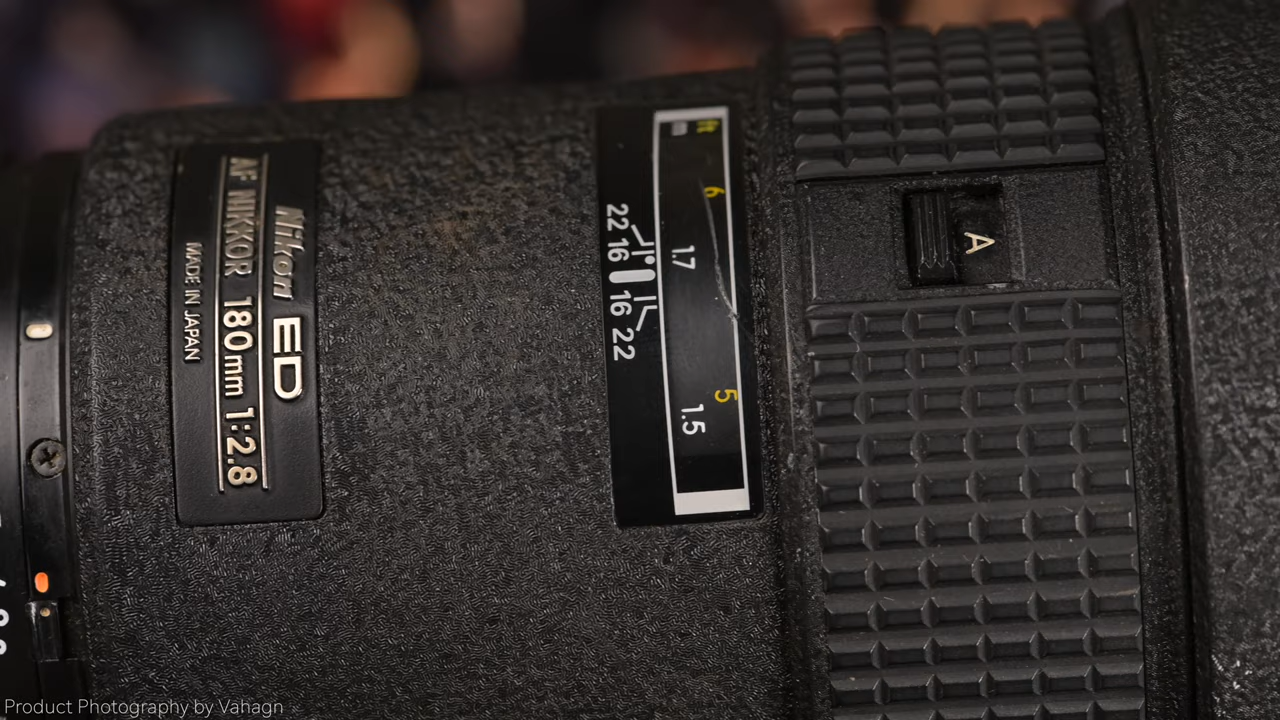 Nikon ED
AF NIKKOR 180mm 1:2.8
MADE IN JAPAN
ft
m
6
5
1.7
1.5
22 16 16 22
A
Product Photography by Vahagn